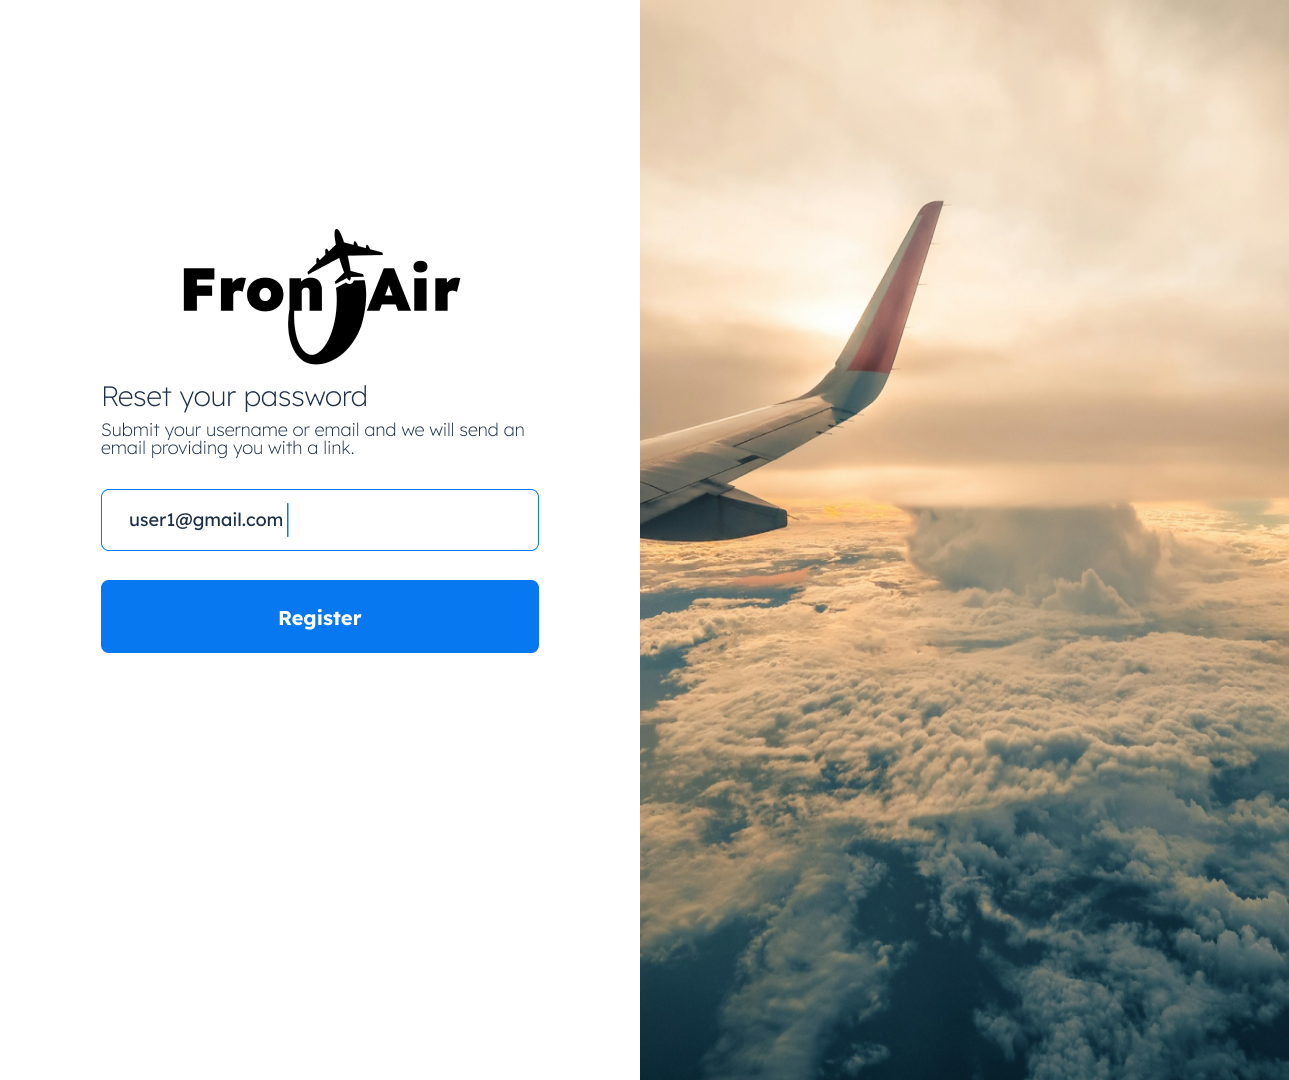 FronJAir
Reset your password
Submit your username or email and we will send an
email providing you with a link.
user1@gmail.com
Register